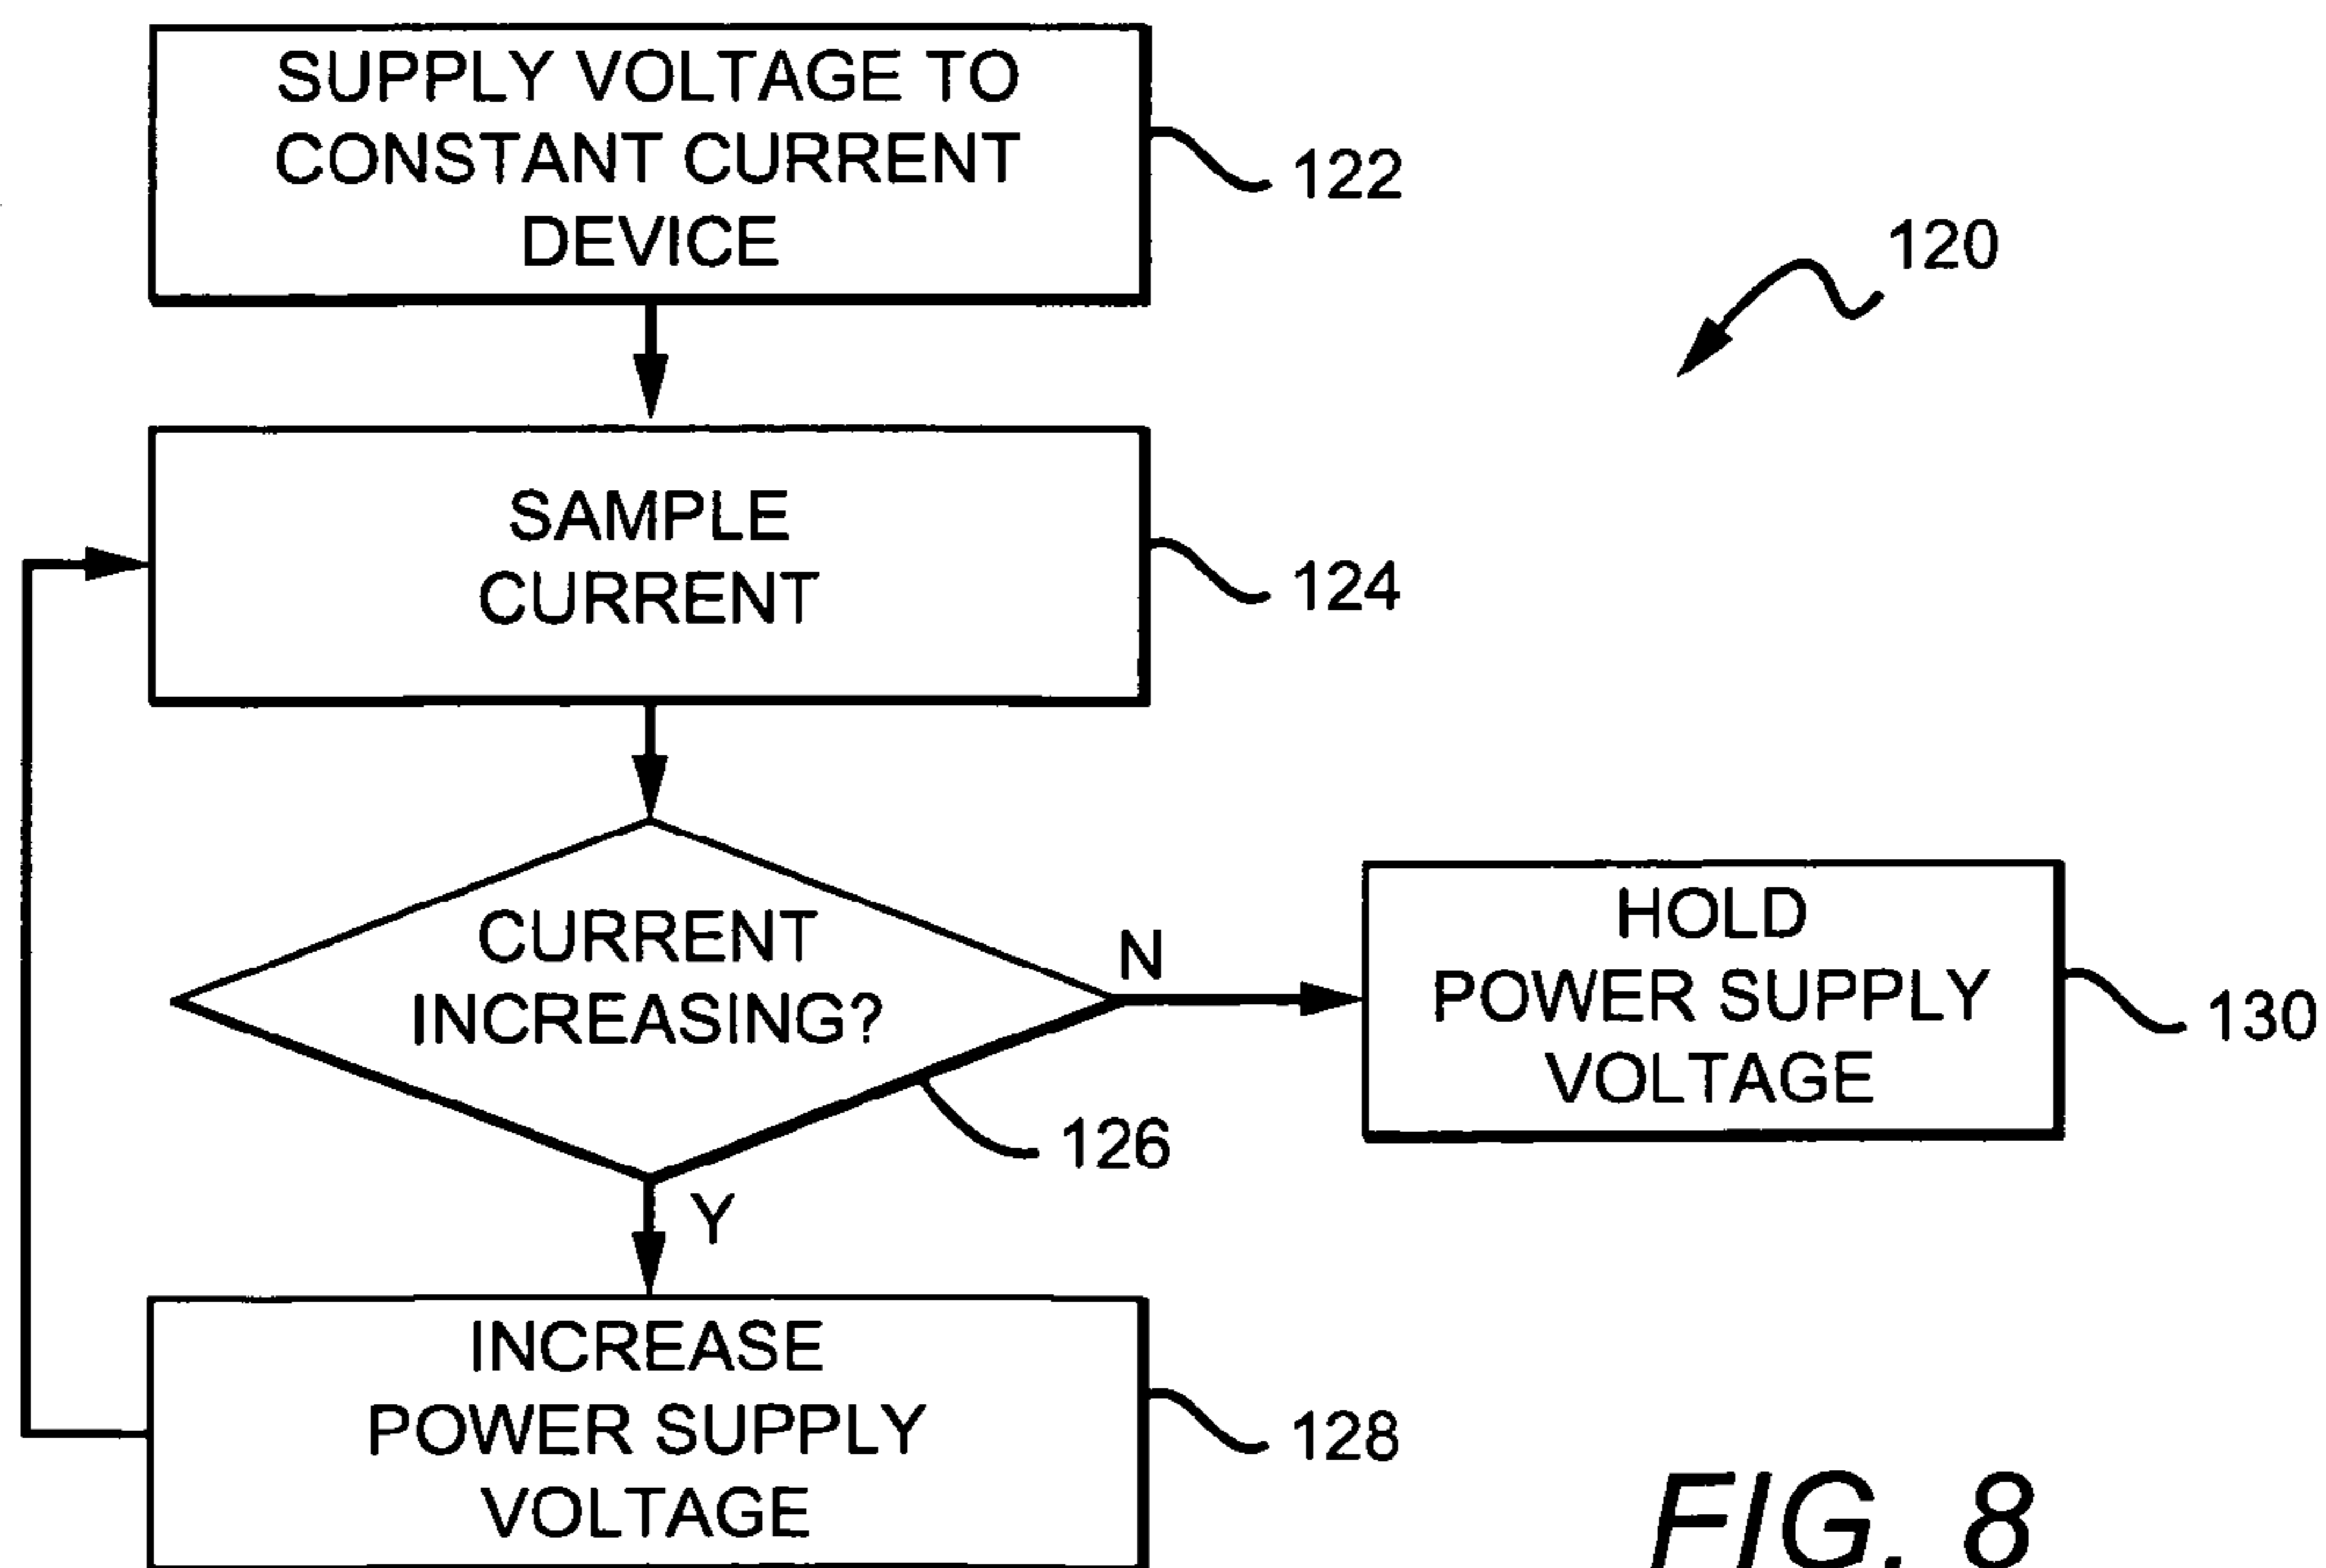 SUPPLY VOLTAGE TO
CONSTANT CURRENT
DEVICE
122
120
SAMPLE
CURRENT
124
CURRENT
INCREASING?
N
126
HOLD
POWER SUPPLY
VOLTAGE
130
Y
INCREASE
POWER SUPPLY
VOLTAGE
128
FIG. 8